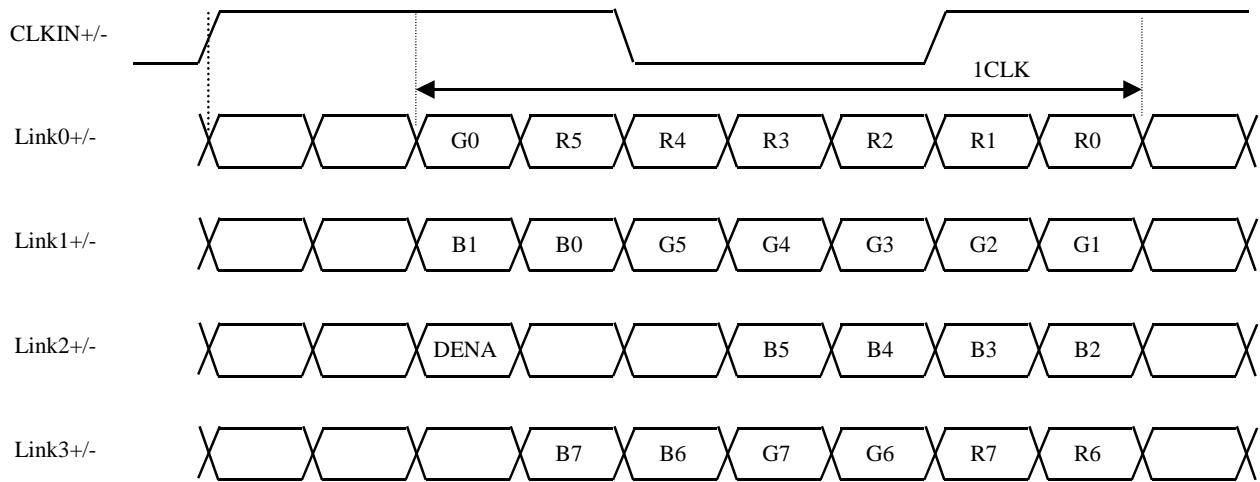 CLKIN+/-
1CLK
Link0+/- G0 R5 R4 R3 R2 R1 R0
Link1+/- B1 B0 G5 G4 G3 G2 G1
Link2+/- DENA B5 B4 B3 B2
Link3+/- B7 B6 G7 G6 R7 R6